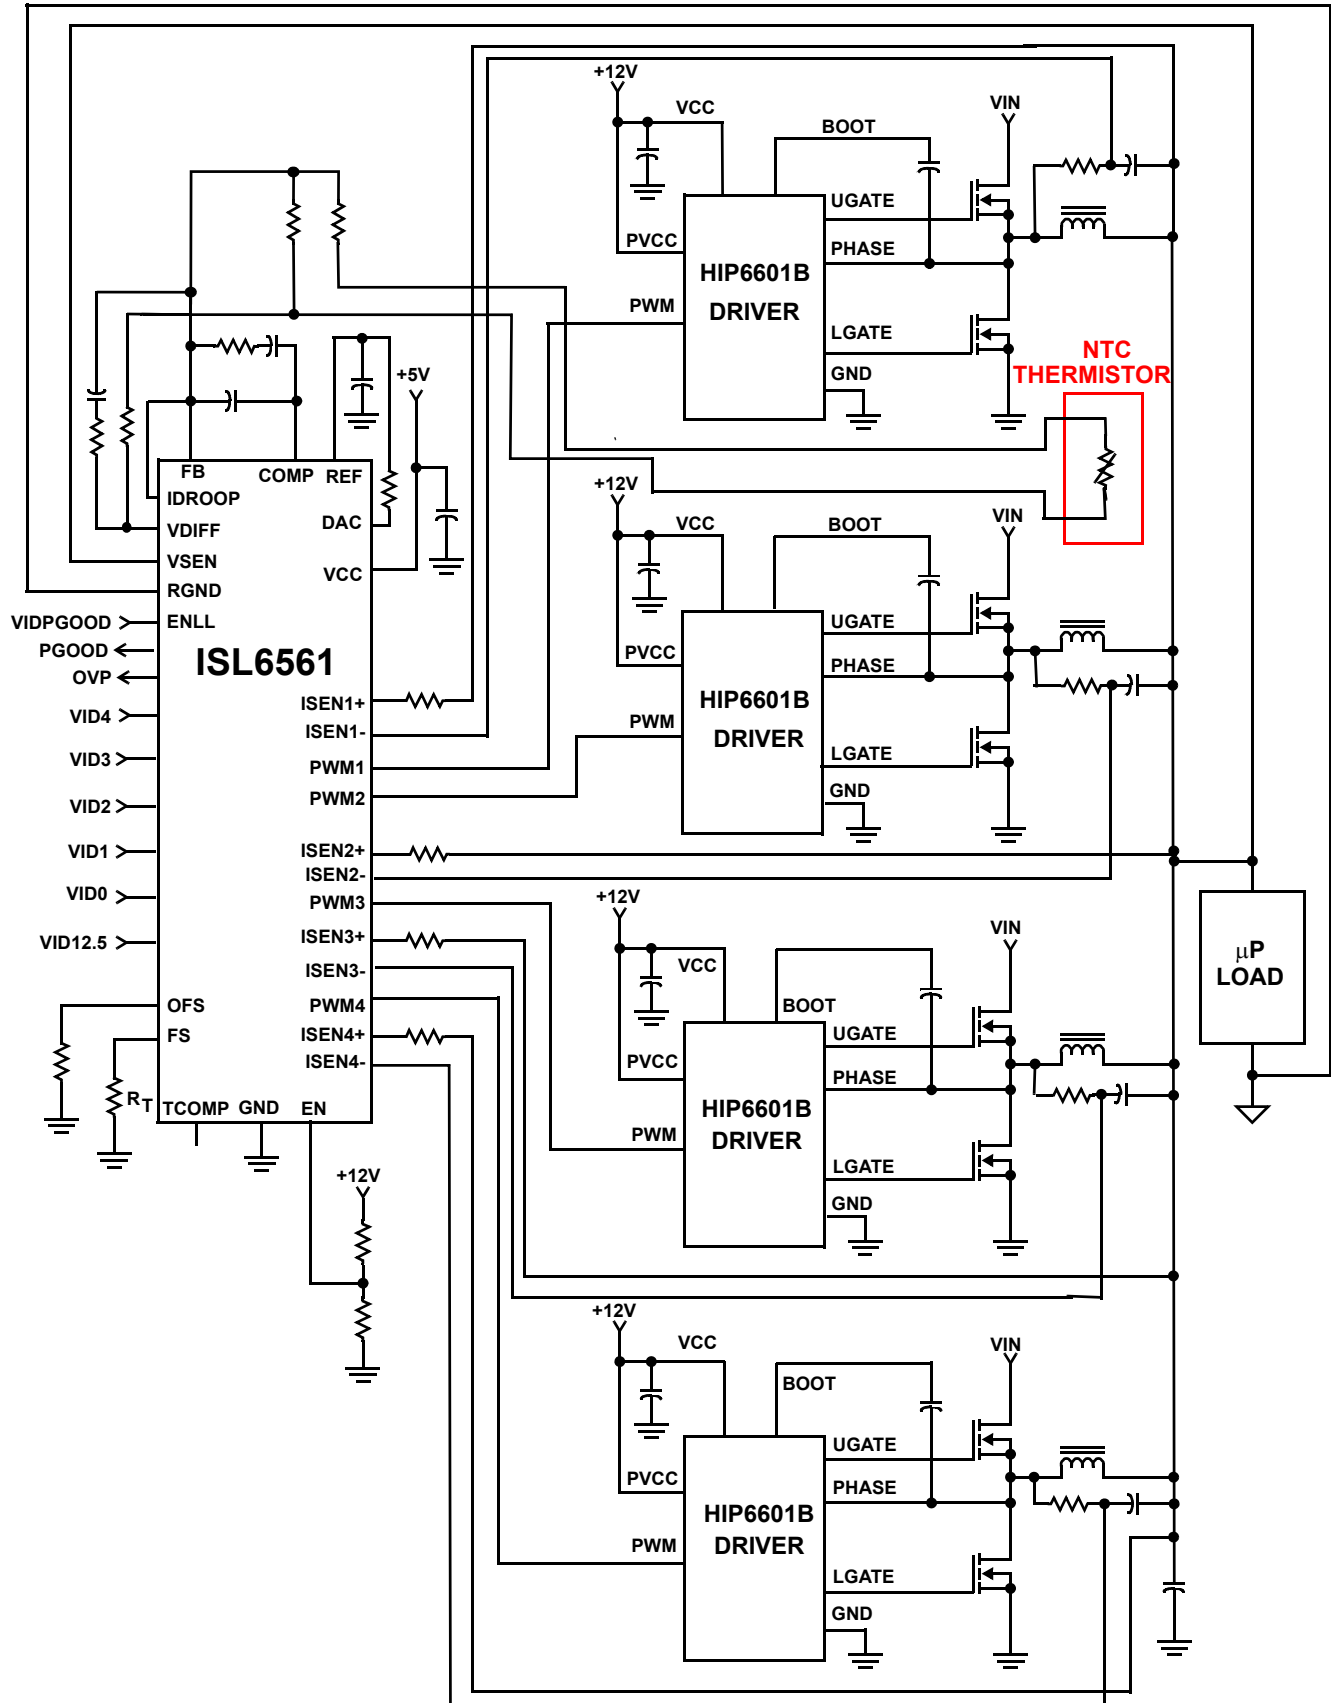 +12V
VCC
BOOT
VIN
UGATE
PVCC
PHASE
HIP6601B
DRIVER
PWM
LGATE
GND
NTC
THERMISTOR
+5V
FB
COMP
REF
IDROOP
DAC
VDIFF
VSEN
VCC
RGND
VIDPGOOD
ENLL
PGOOD
ISL6561
OVP
ISEN1+
VID4
ISEN1-
VID3
PWM1
PWM2
VID2
ISEN2+
VID1
ISEN2-
VID0
PWM3
ISEN3+
VID12.5
ISEN3-
OFS
PWM4
FS
ISEN4+
ISEN4-
RT
TCOMP
GND
EN
+12V
+12V
VCC
BOOT
VIN
UGATE
PVCC
PHASE
HIP6601B
DRIVER
PWM
LGATE
GND
+12V
VCC
BOOT
VIN
UGATE
PVCC
PHASE
HIP6601B
DRIVER
PWM
LGATE
GND
μP
LOAD
+12V
VCC
BOOT
VIN
UGATE
PVCC
PHASE
HIP6601B
DRIVER
PWM
LGATE
GND